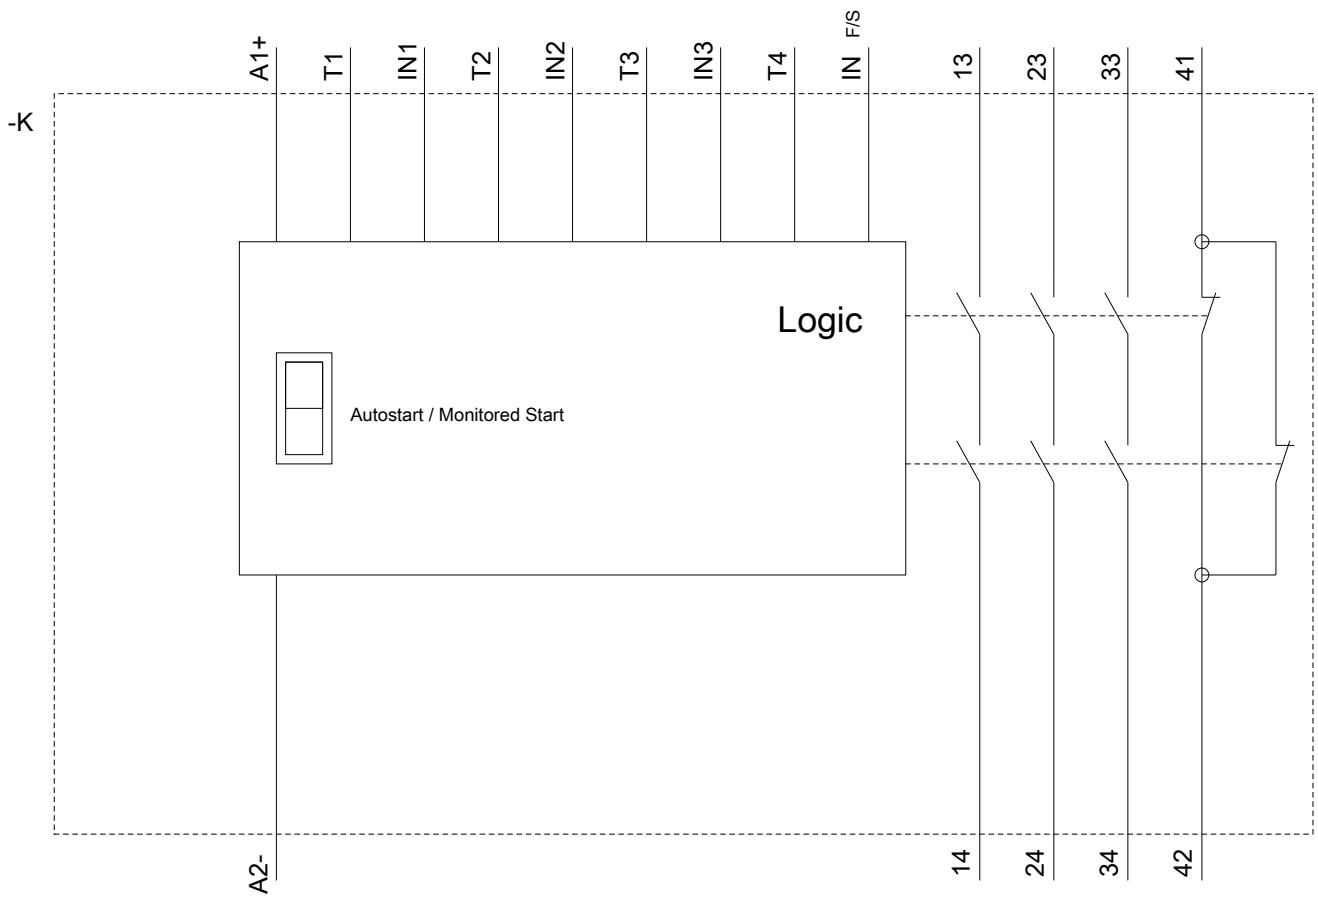 A1+
T1
IN1
T2
IN2
T3
IN3
T4
IN F/S
13
23
33
41
-K
Logic
Autostart / Monitored Start
A2-
14
24
34
42